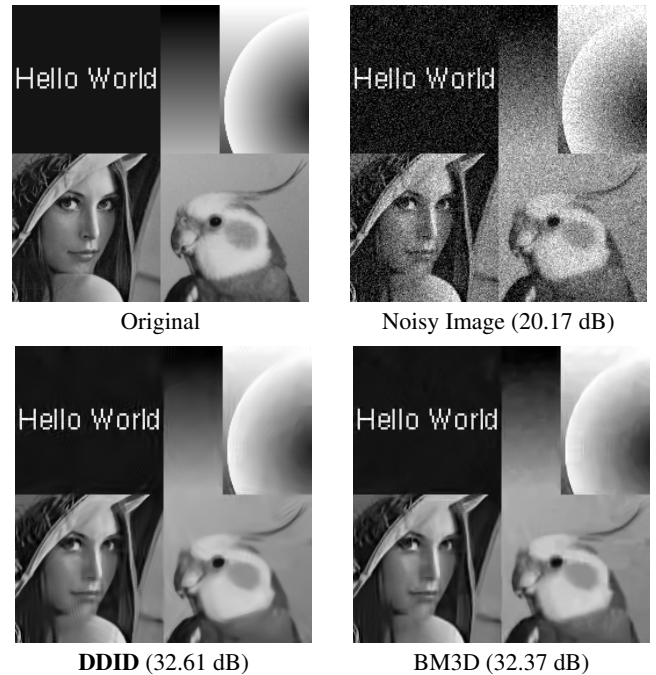 Hello World
Hello World
Original
Noisy Image (20.17 dB)
Hello World
Hello World
DDID (32.61 dB)
BM3D (32.37 dB)